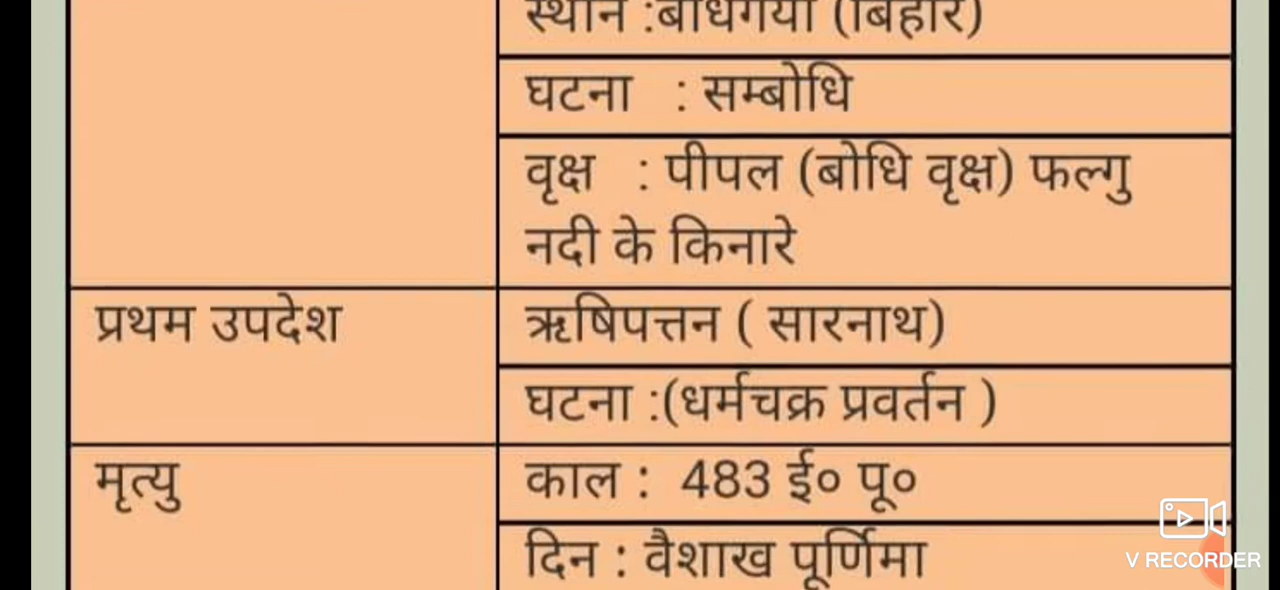 स्थान :बोधगया (बिहार)
घटना : सम्बोधि
वृक्ष : पीपल (बोधि वृक्ष) फल्गु
नदी के किनारे
प्रथम उपदेश
ऋषिपत्तन ( सारनाथ)
घटना :(धर्मचक्र प्रवर्तन )
मृत्यु
काल : 483 ई० पू०
दिन : वैशाख पूर्णिमा
V RECORDER